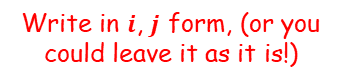 Write in i, j form, (or you
could leave it as it is!)